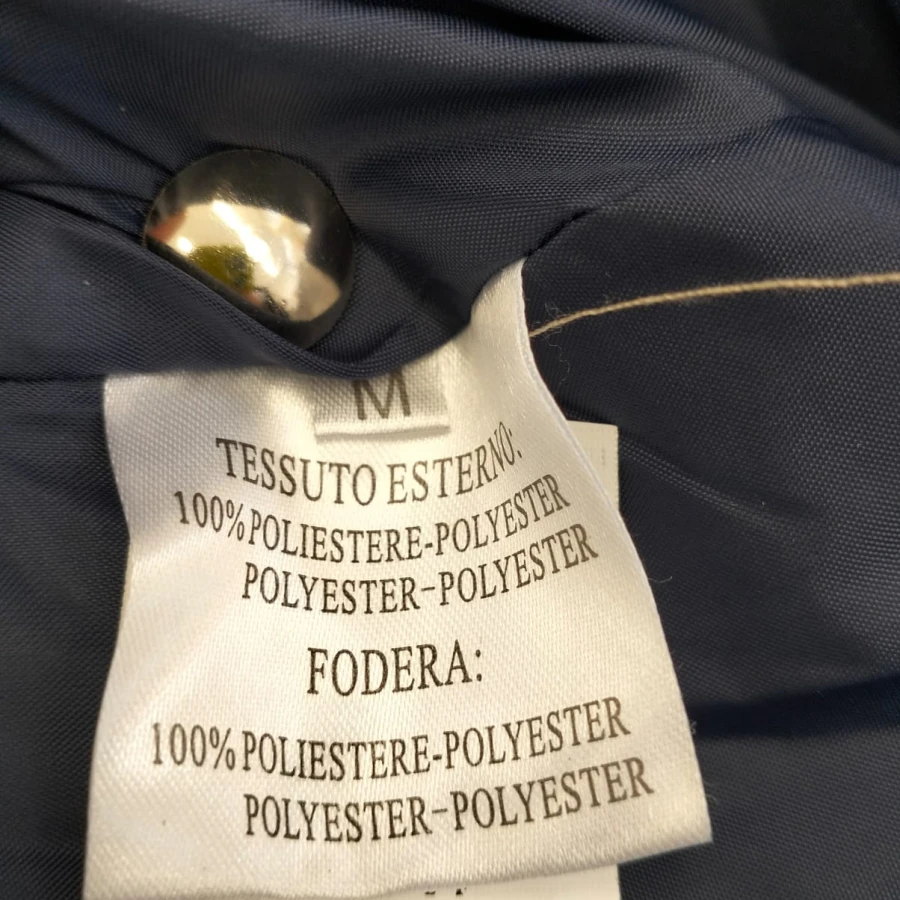 M
TESSUTO ESTERNO:
100%POLIESTERE-POLYESTER
POLYESTER-POLYESTER
FODERA:
100%POLIESTERE-POLYESTER
POLYESTER-POLYESTER